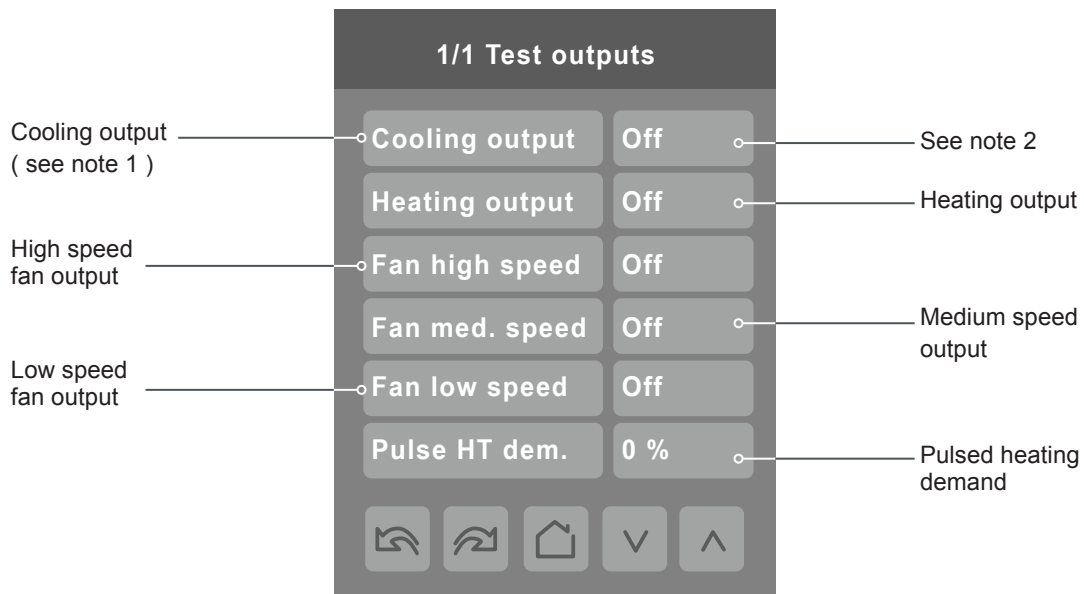 1/1 Test outputs
Cooling output
( see note 1 )
Cooling output Off
See note 2
Heating output Off
Heating output
High speed
fan output
Fan high speed Off
Fan med. speed Off
Medium speed
output
Low speed
fan output
Fan low speed Off
Pulse HT dem. 0 %
Pulsed heating
demand